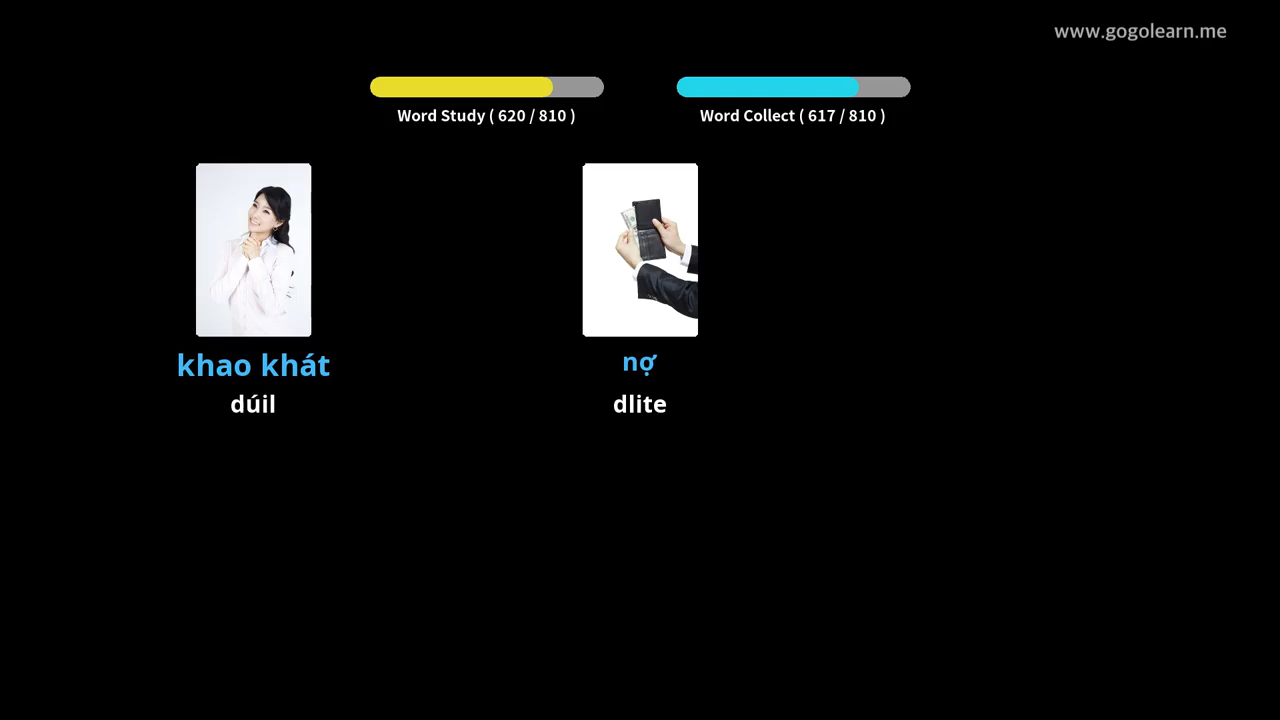 www.gogolearn.me
Word Study ( 620 / 810 )
Word Collect ( 617 / 810 )
khao khát
dúil
nợ
dlite